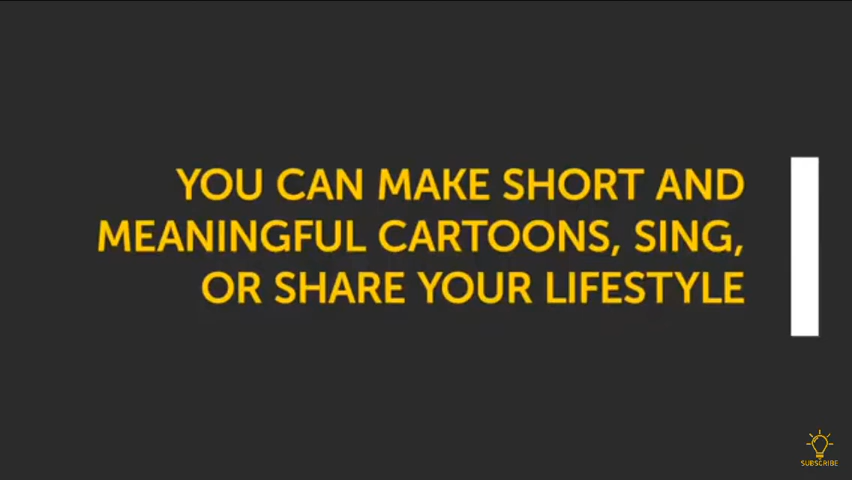 YOU CAN MAKE SHORT AND
MEANINGFUL CARTOONS, SING,
OR SHARE YOUR LIFESTYLE
SUBSCRIBE